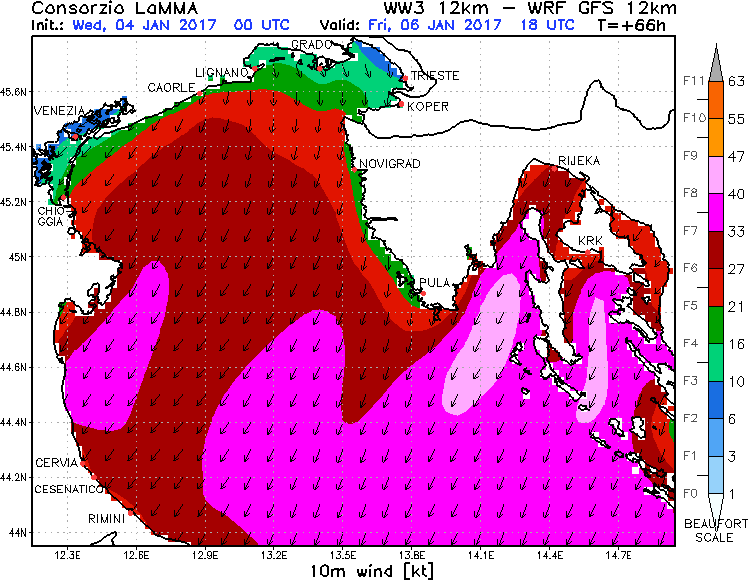 Consorzio LaMMA WW3 12km – WRF GFS 12km
Init.: Wed, 04 JAN 2017 00 UTC Valid: Fri, 06 JAN 2017 18 UTC T=+66h
GRADO
LIGNANO
TRIESTE
CAORLE
KOPER
VENEZIA
NOVIGRAD
RIJEKA
CHIO-
GGIA
KRK
PULA
CERVIA
CESENATICO
RIMINI
45.6N
45.4N
45.2N
45N
44.8N
44.6N
44.4N
44.2N
44N
12.3E 12.6E 12.9E 13.2E 13.5E 13.8E 14.1E 14.4E 14.7E
10m wind [kt]
F11 63
F10 55
F9 47
F8 40
F7 33
F6 27
F5 21
F4 16
F3 10
F2 6
F1 3
F0 1
BEAUFORT
SCALE